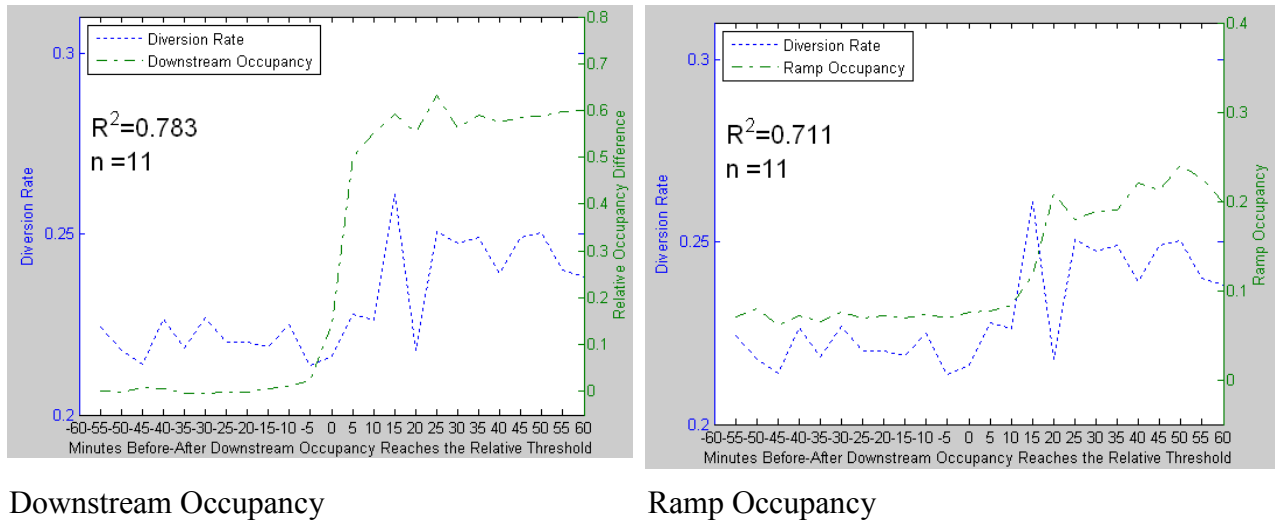 0.3
0.25
0.2
Diversion Rate
Diversion Rate
Downstream Occupancy
R²=0.783
n =11
0.8
0.7
0.6
0.5
0.4
0.3
0.2
0.1
0
Relative Occupancy Difference
-60-55-50-45-40-35-30-25-20-15-10 -5 0 5 10 15 20 25 30 35 40 45 50 55 60
Minutes Before-After Downstream Occupancy Reaches the Relative Threshold
Downstream Occupancy
0.3
0.25
0.2
Diversion Rate
Diversion Rate
Ramp Occupancy
R²=0.711
n =11
0.4
0.3
0.2
0.1
0
Ramp Occupancy
-60-55-50-45-40-35-30-25-20-15-10 -5 0 5 10 15 20 25 30 35 40 45 50 55 60
Minutes Before-After Downstream Occupancy Reaches the Relative Threshold
Ramp Occupancy